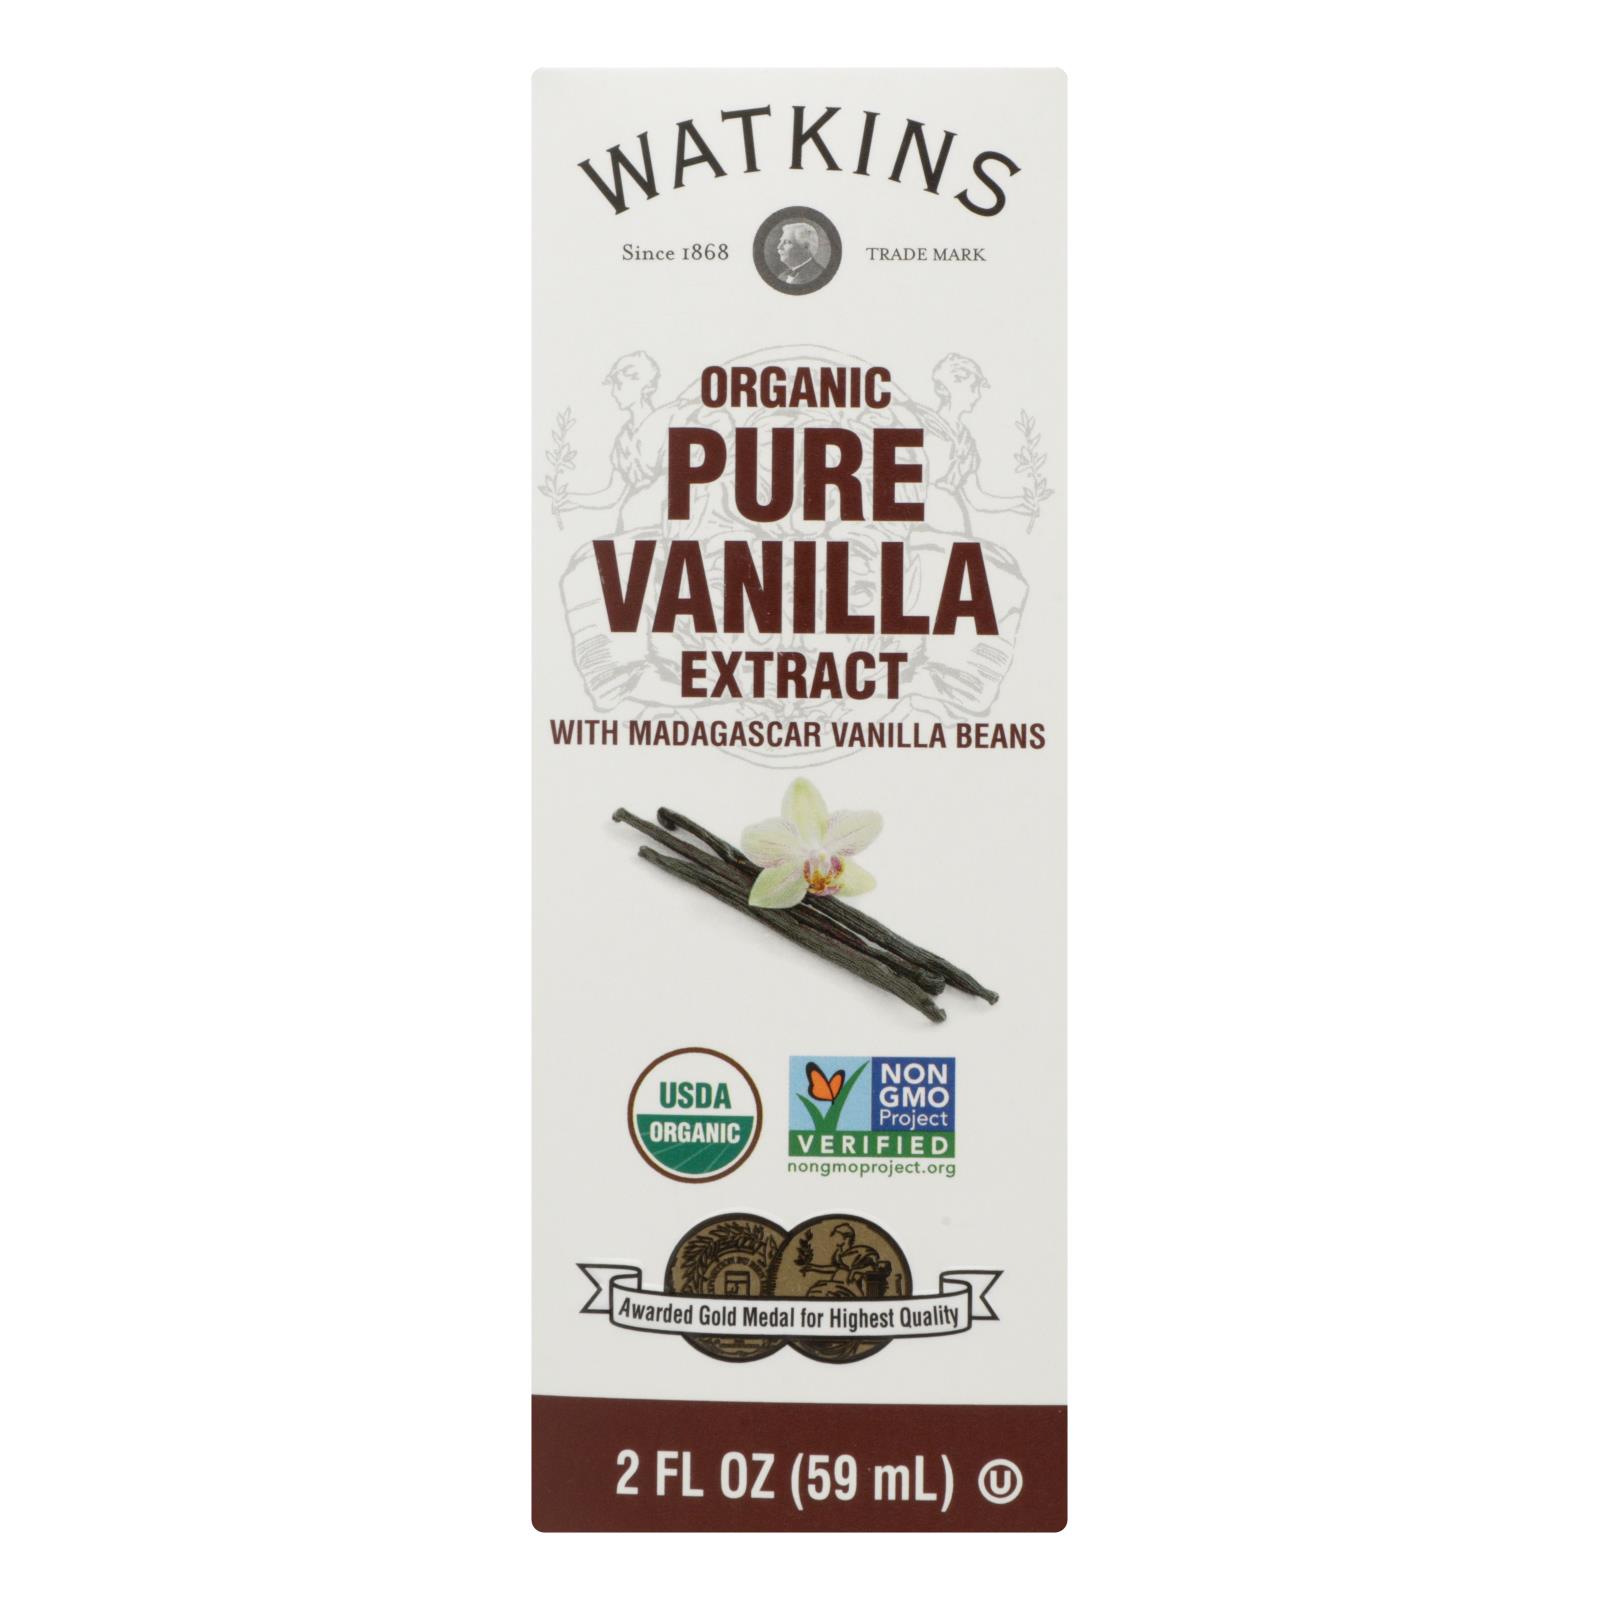 WATKINS
Since 1868
TRADE MARK
ORGANIC
PURE
VANILLA
EXTRACT
WITH MADAGASCAR VANILLA BEANS
USDA
ORGANIC
NON
GMO
Project
VERIFIED
nongmoproject.org
Awarded Gold Medal for Highest Quality
2 FL OZ (59 mL) U